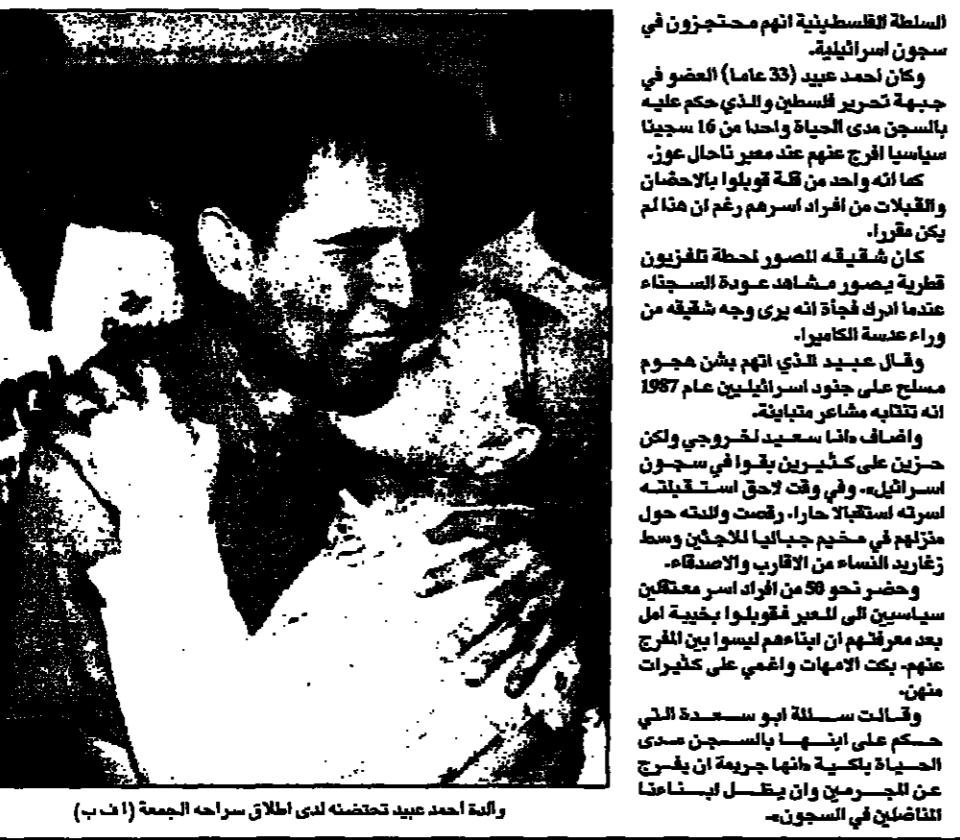 السلطة الفلسطينية انهم محتجزون في
سجون اسرائيلية.
وكان احمد عبيد (33 عاما) العضو في
جبهة تحرير فلسطين والذي حكم عليه
بالسجن مدى الحياة واحدا من 16 سجينا
سياسيا افرج عنهم عند معبر ناحال عوز.
كما انه واحد من قلة قوبلوا بالاحضان
والقبلات من افراد اسرهم رغم ان هذا لم
يكن مقررا.
كان شقيقه المصور لمحطة تلفزيون
قطرية يصور مشاهد عودة السجناء
عندما ادرك فجأة انه يرى وجه شقيقه من
وراء عدسة الكاميرا.
وقال عبيد الذي اتهم بشن هجوم
مسلح على جنود اسرائيليين عام 1987
انه تنتابه مشاعر متباينة.
واضاف «انا سعيد لخروجي ولكن
حزين على كثيرين بقوا في سجون
اسرائيل». وفي وقت لاحق استقبلته
اسرته استقبالا حارا. رقصت والدته حول
منزلهم في مخيم جباليا للاجئين وسط
زغاريد النساء من الاقارب والاصدقاء.
وحضر نحو 50 من افراد اسر معتقلين
سياسيين الى المعبر فقوبلوا بخيبة امل
بعد معرفتهم ان ابناءهم ليسوا بين المفرج
عنهم. بكت الامهات واغمي على كثيرات
منهن.
وقالت سنلة ابو سعدة التي
حكم على ابنها بالسجن مدى
الحياة باكية «انها جريمة ان يفرج
عن المجرمين وان يظل ابناءنا
المناضلين في السجون».
والدة احمد عبيد تحتضنه لدى اطلاق سراحه الجمعة (ا ف ب)